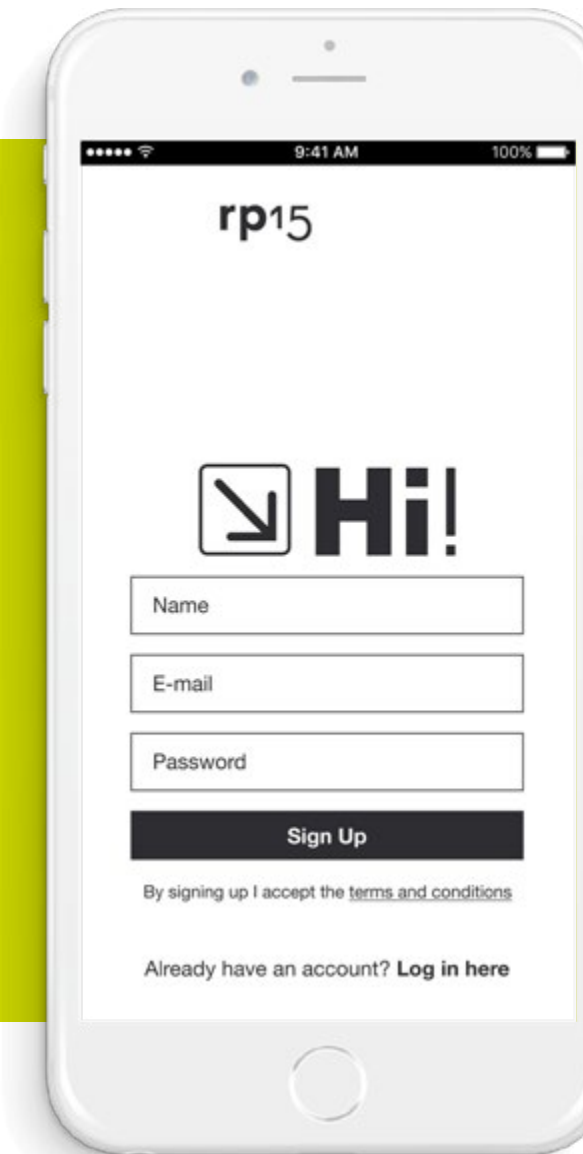 9:41 AM 100%
rp15
Hi!
Name
E-mail
Password
Sign Up
By signing up I accept the terms and conditions
Already have an account? Log in here